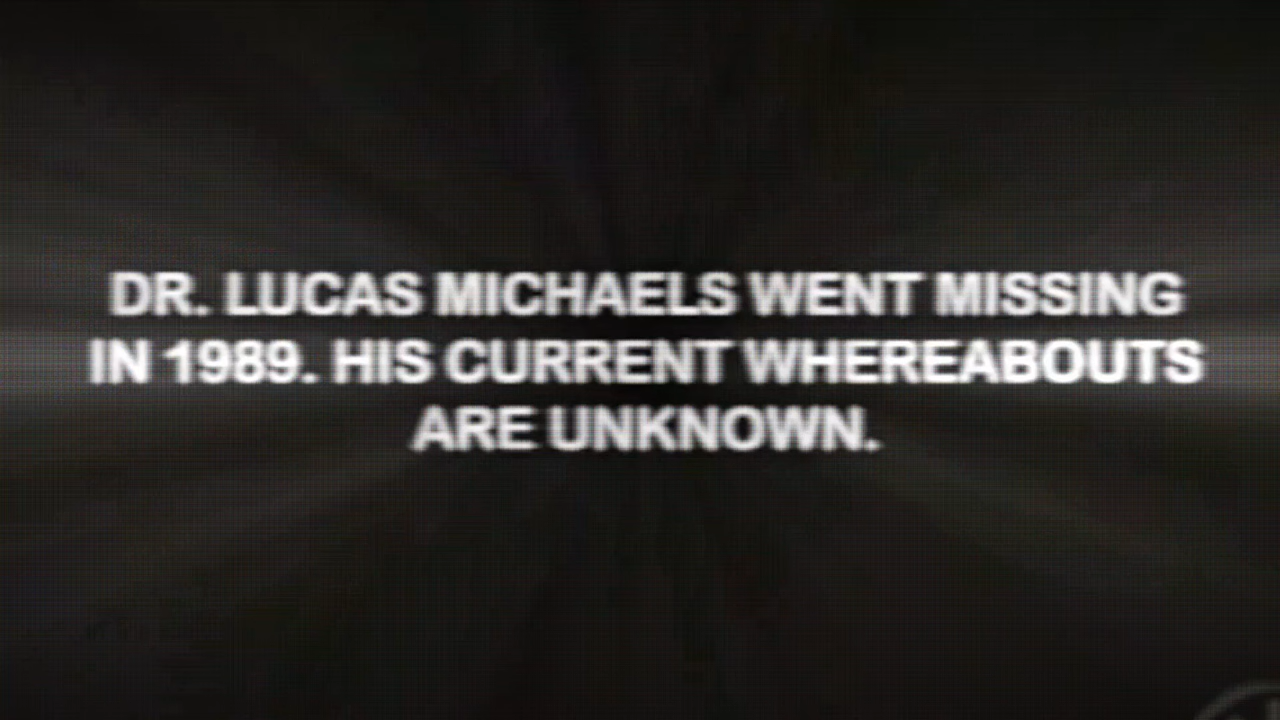 DR. LUCAS MICHAELS WENT MISSING
IN 1989. HIS CURRENT WHEREABOUTS
ARE UNKNOWN.